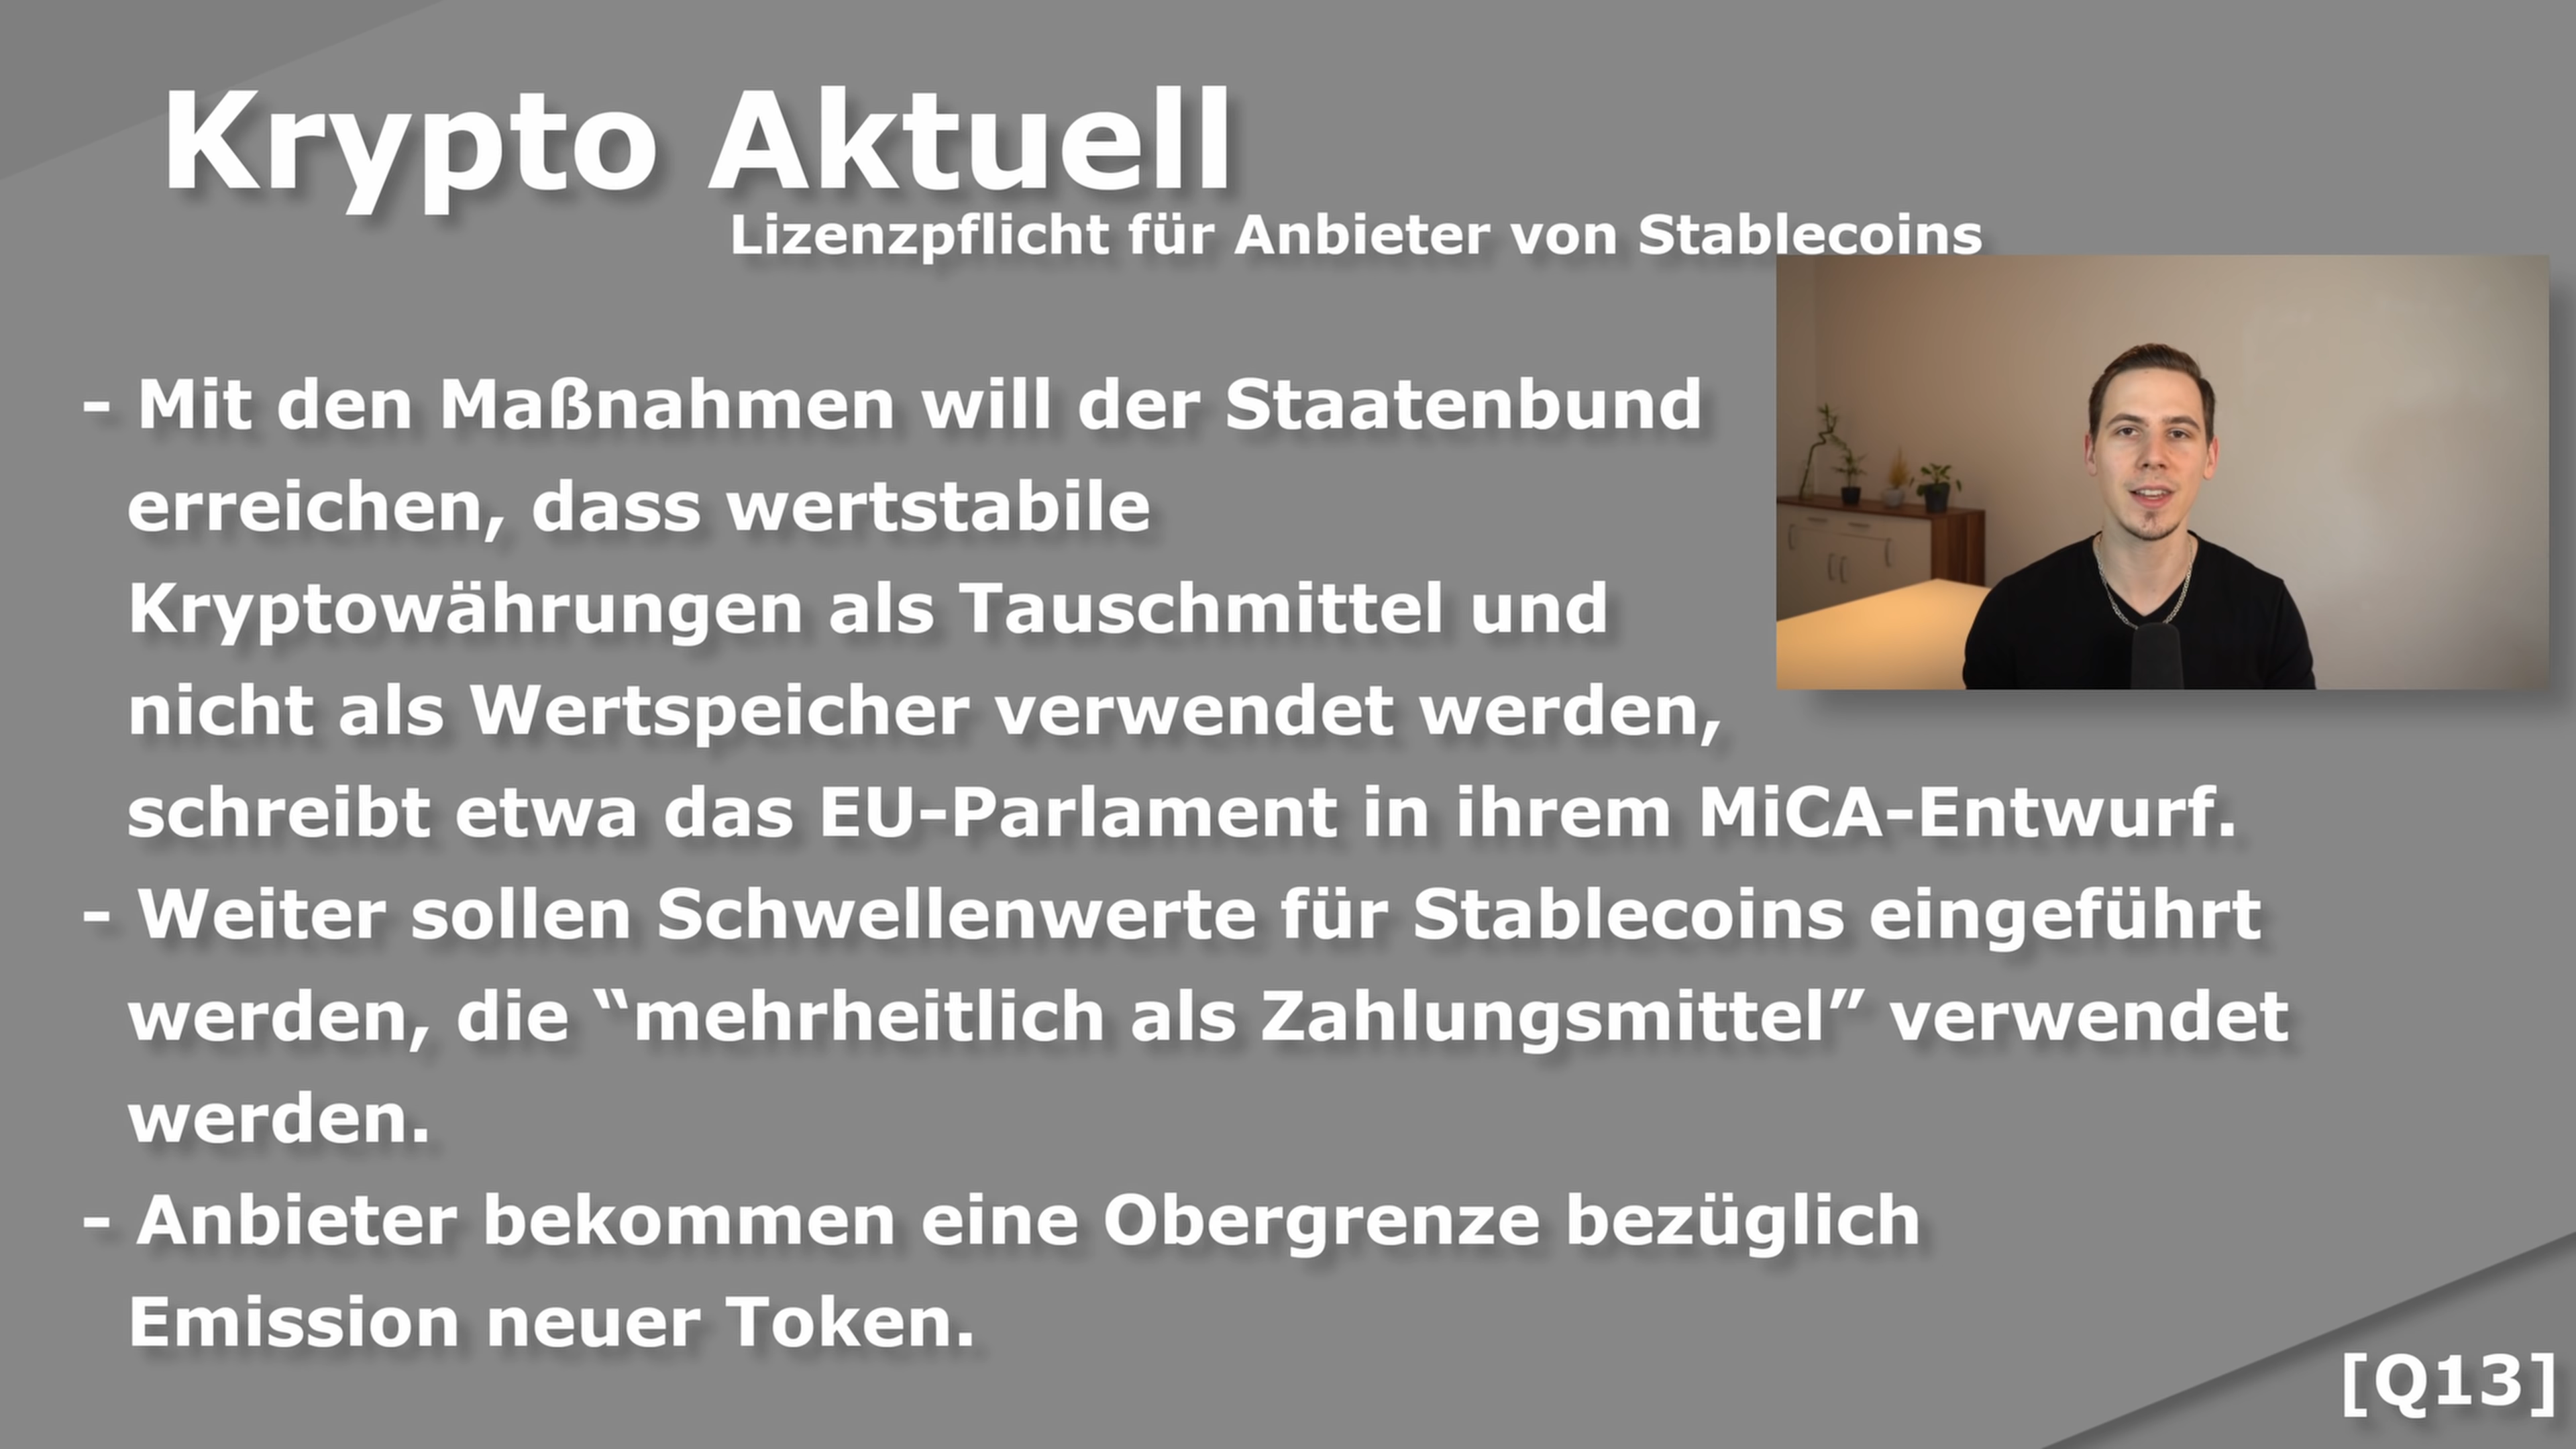 Krypto Aktuell
Lizenzpflicht für Anbieter von Stablecoins
- Mit den Maßnahmen will der Staatenbund
erreichen, dass wertstabile
Kryptowährungen als Tauschmittel und
nicht als Wertspeicher verwendet werden,
schreibt etwa das EU-Parlament in ihrem MiCA-Entwurf.
- Weiter sollen Schwellenwerte für Stablecoins eingeführt
werden, die “mehrheitlich als Zahlungsmittel” verwendet
werden.
- Anbieter bekommen eine Obergrenze bezüglich
Emission neuer Token.
[Q13]